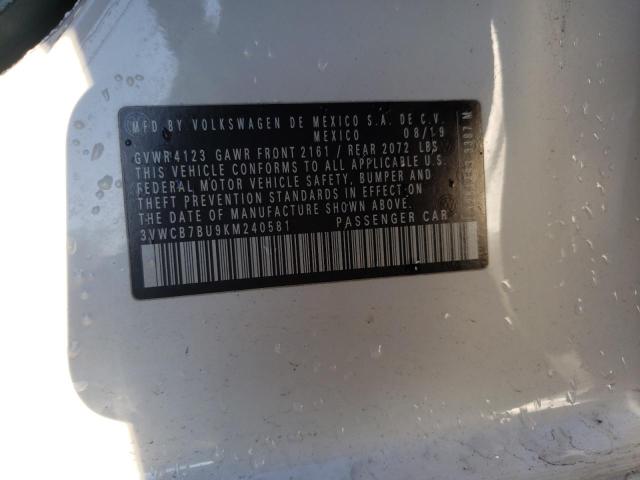 MFD BY VOLKSWAGEN DE MEXICO S.A. DE C.V.
MEXICO 08/19
GVWR 4123 GAWR FRONT 2161 / REAR 2072 LBS
THIS VEHICLE CONFORMS TO ALL APPLICABLE U.S.
FEDERAL MOTOR VEHICLE SAFETY, BUMPER AND
THEFT PREVENTION STANDARDS IN EFFECT ON
THE DATE OF MANUFACTURE SHOWN ABOVE.
3VWCB7BU9KM240581 PASSENGER CAR